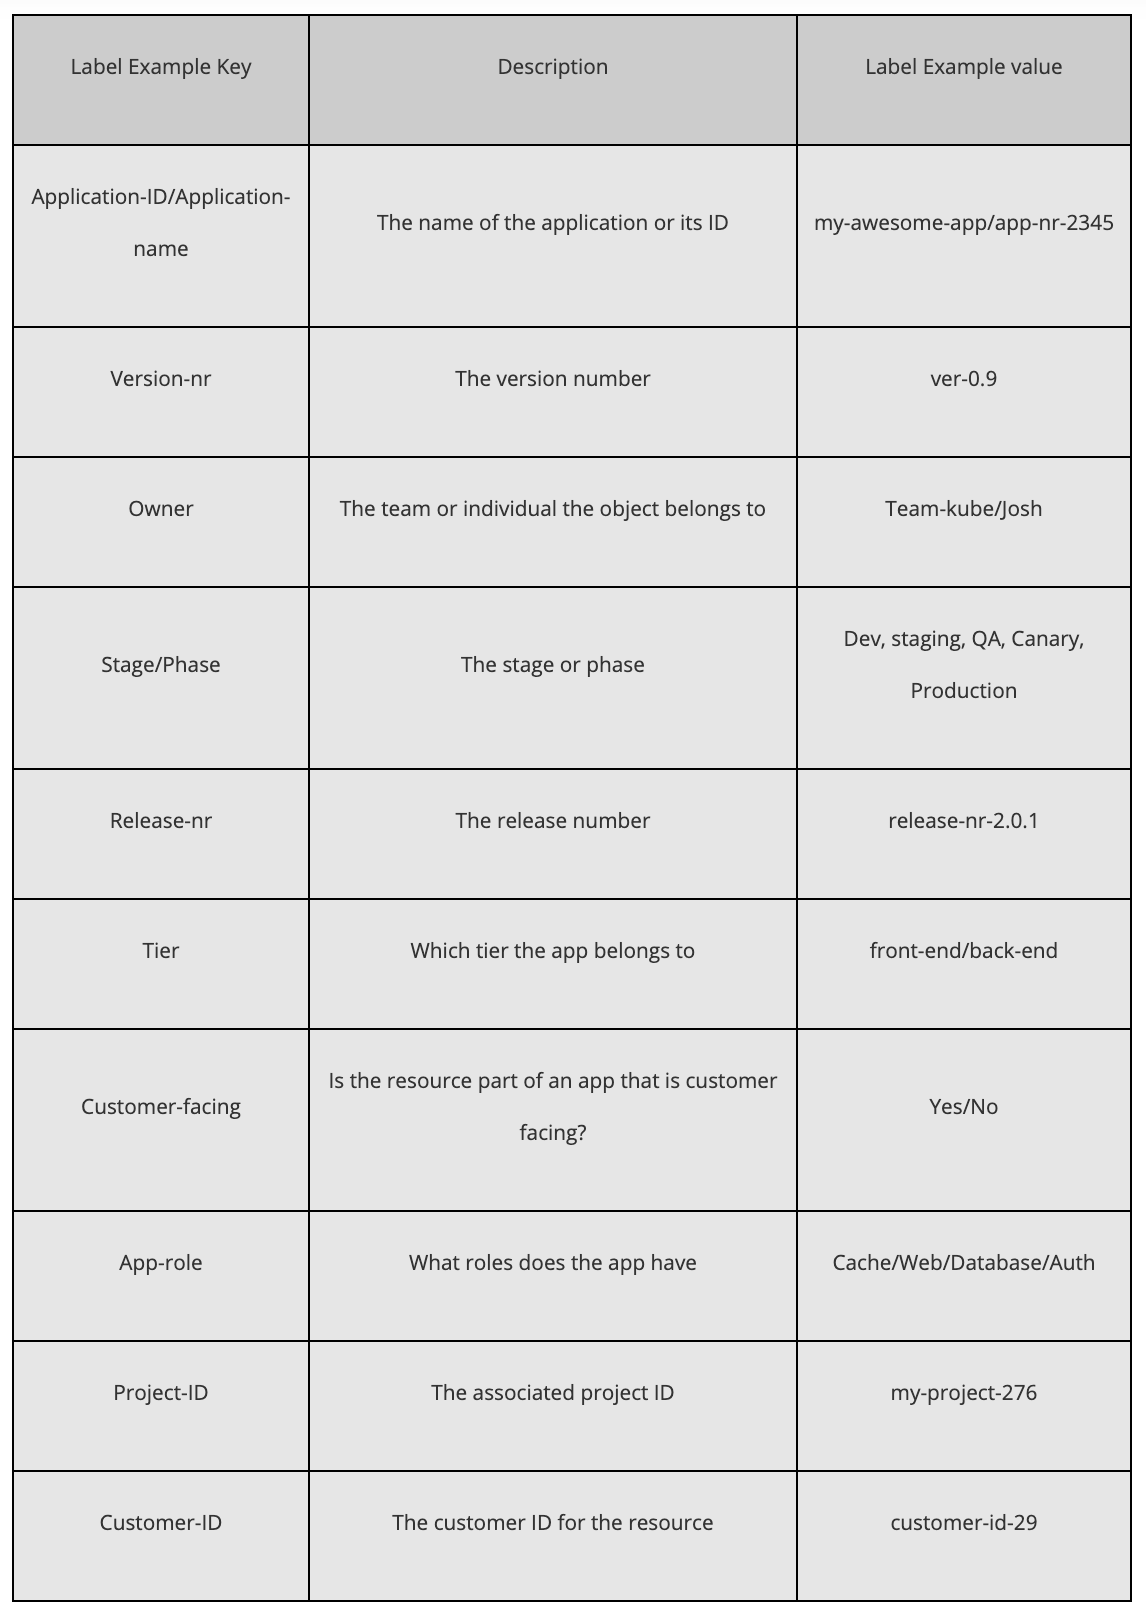 Label Example Key
Description
Label Example value
Application-ID/Application-
name
The name of the application or its ID
my-awesome-app/app-nr-2345
Version-nr
The version number
ver-0.9
Owner
The team or individual the object belongs to
Team-kube/Josh
Stage/Phase
The stage or phase
Dev, staging, QA, Canary,
Production
Release-nr
The release number
release-nr-2.0.1
Tier
Which tier the app belongs to
front-end/back-end
Customer-facing
Is the resource part of an app that is customer
facing?
Yes/No
App-role
What roles does the app have
Cache/Web/Database/Auth
Project-ID
The associated project ID
my-project-276
Customer-ID
The customer ID for the resource
customer-id-29